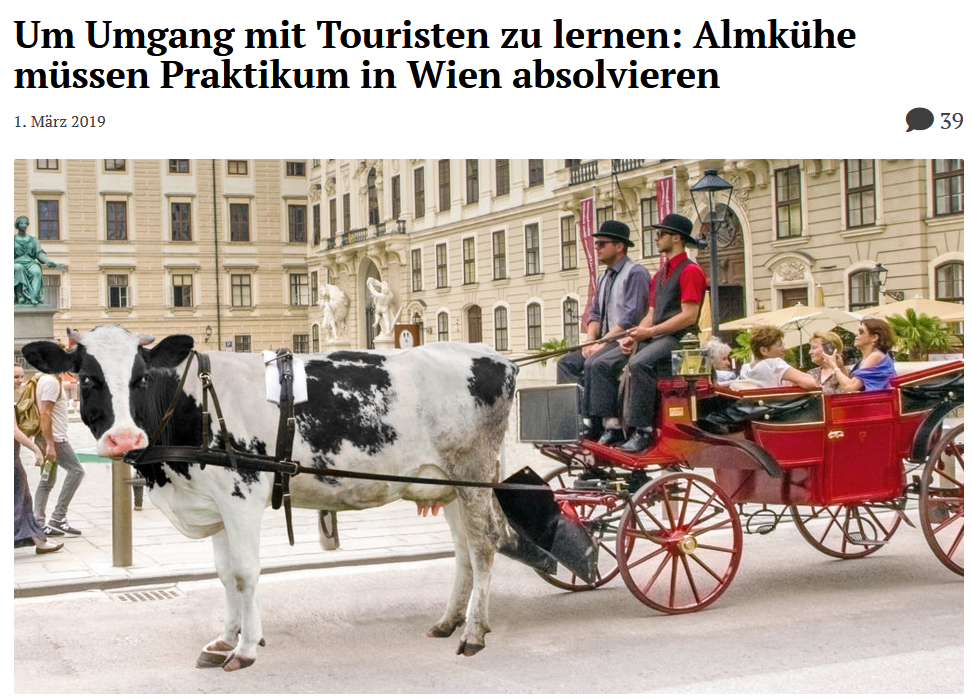 Um Umgang mit Touristen zu lernen: Almkühe
müssen Praktikum in Wien absolvieren
1. März 2019
39